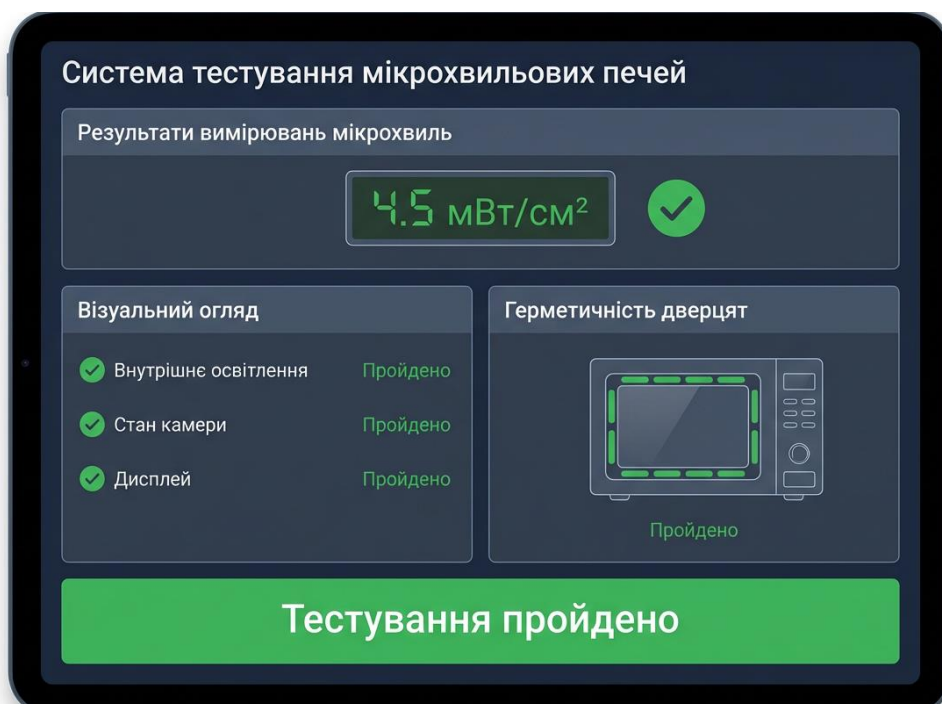 Система тестування мікрохвильових печей
Результати вимірювань мікрохвиль
4.5 мВт/см²
Візуальний огляд
Внутрішнє освітлення Пройдено
Стан камери Пройдено
Дисплей Пройдено
Герметичність дверцят
Пройдено
Тестування пройдено